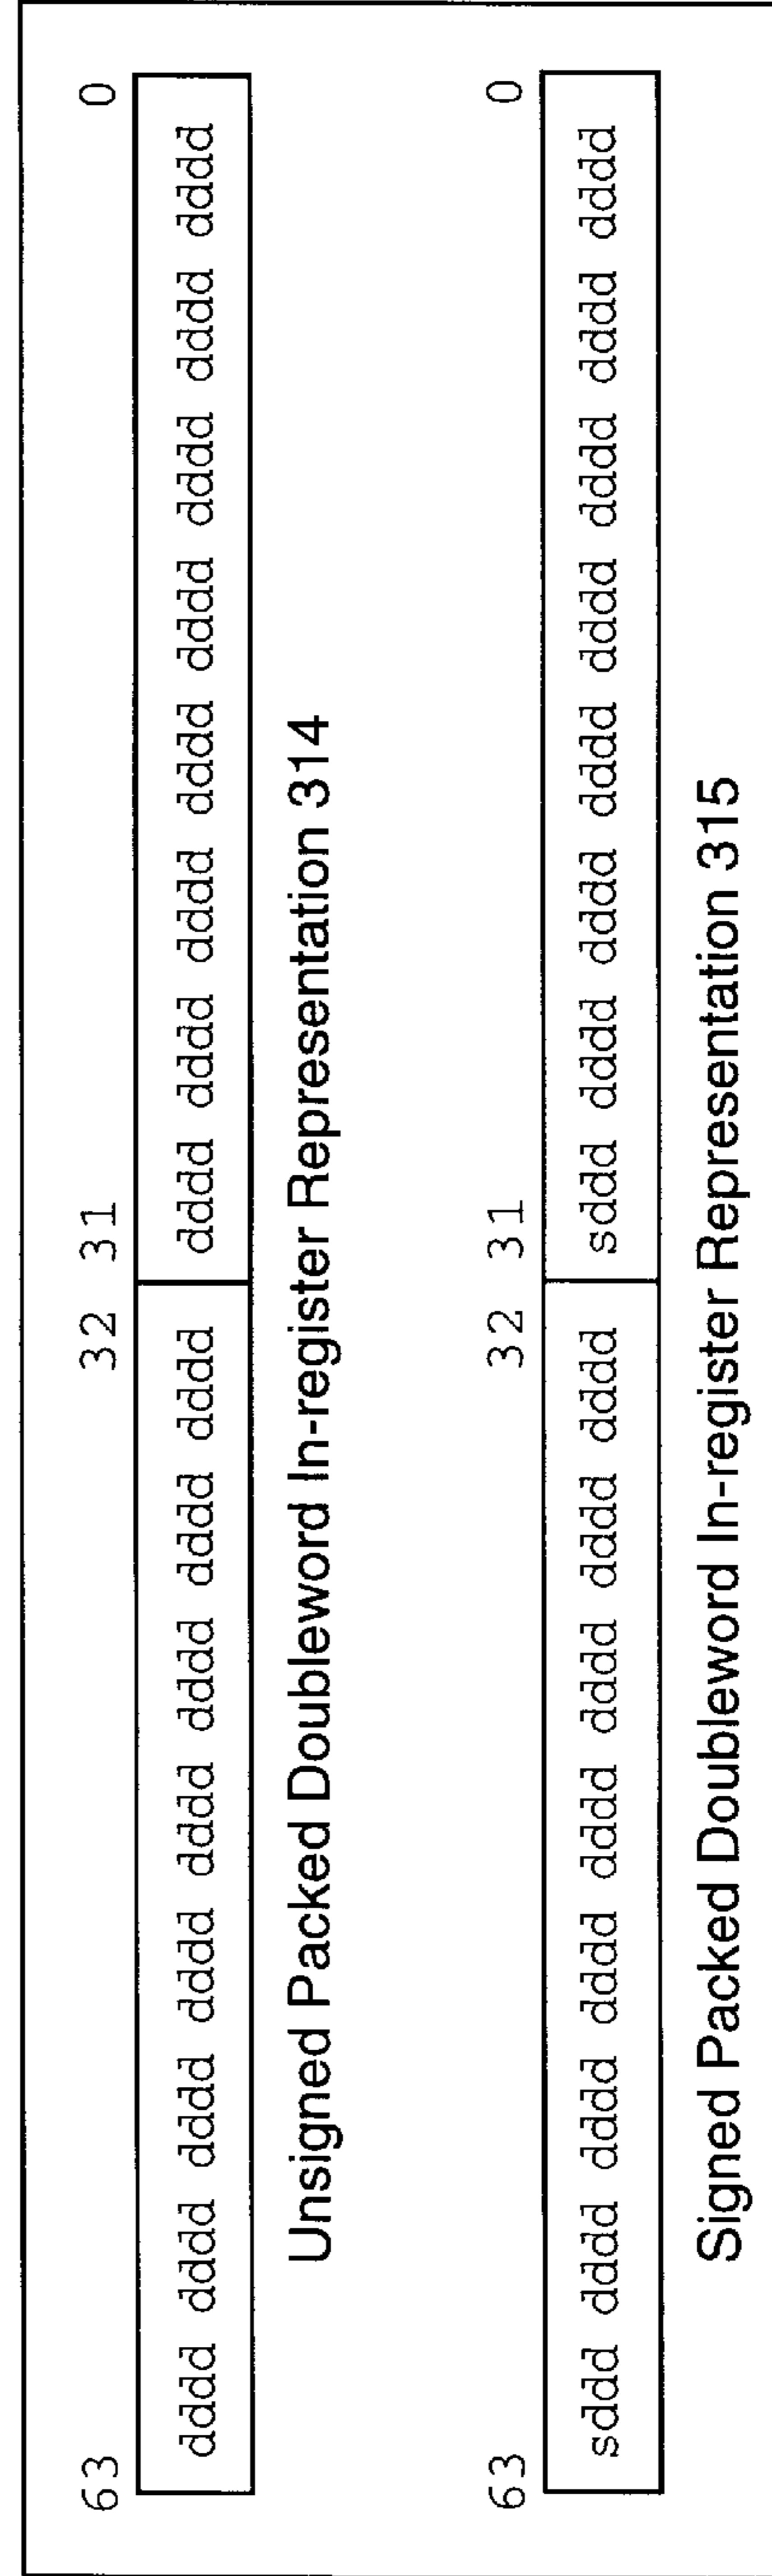 63 32 31 0
dddd dddd dddd dddd dddd dddd dddd dddd dddd dddd dddd dddd dddd dddd dddd dddd
Unsigned Packed Doubleword In-register Representation 314
63 32 31 0
sddd dddd dddd dddd dddd dddd dddd dddd sddd dddd dddd dddd dddd dddd dddd dddd
Signed Packed Doubleword In-register Representation 315